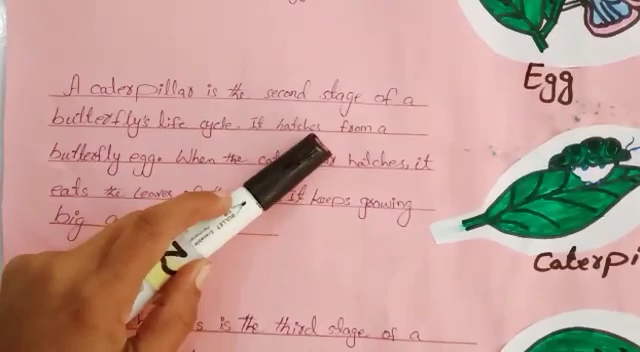 A caterpillar is the second stage of a
butterfly's life cycle. It hatches from a
butterfly egg. When the hatches, it
eats the leaves it keeps growing
big
s is the third stage of a
Egg
Caterpi